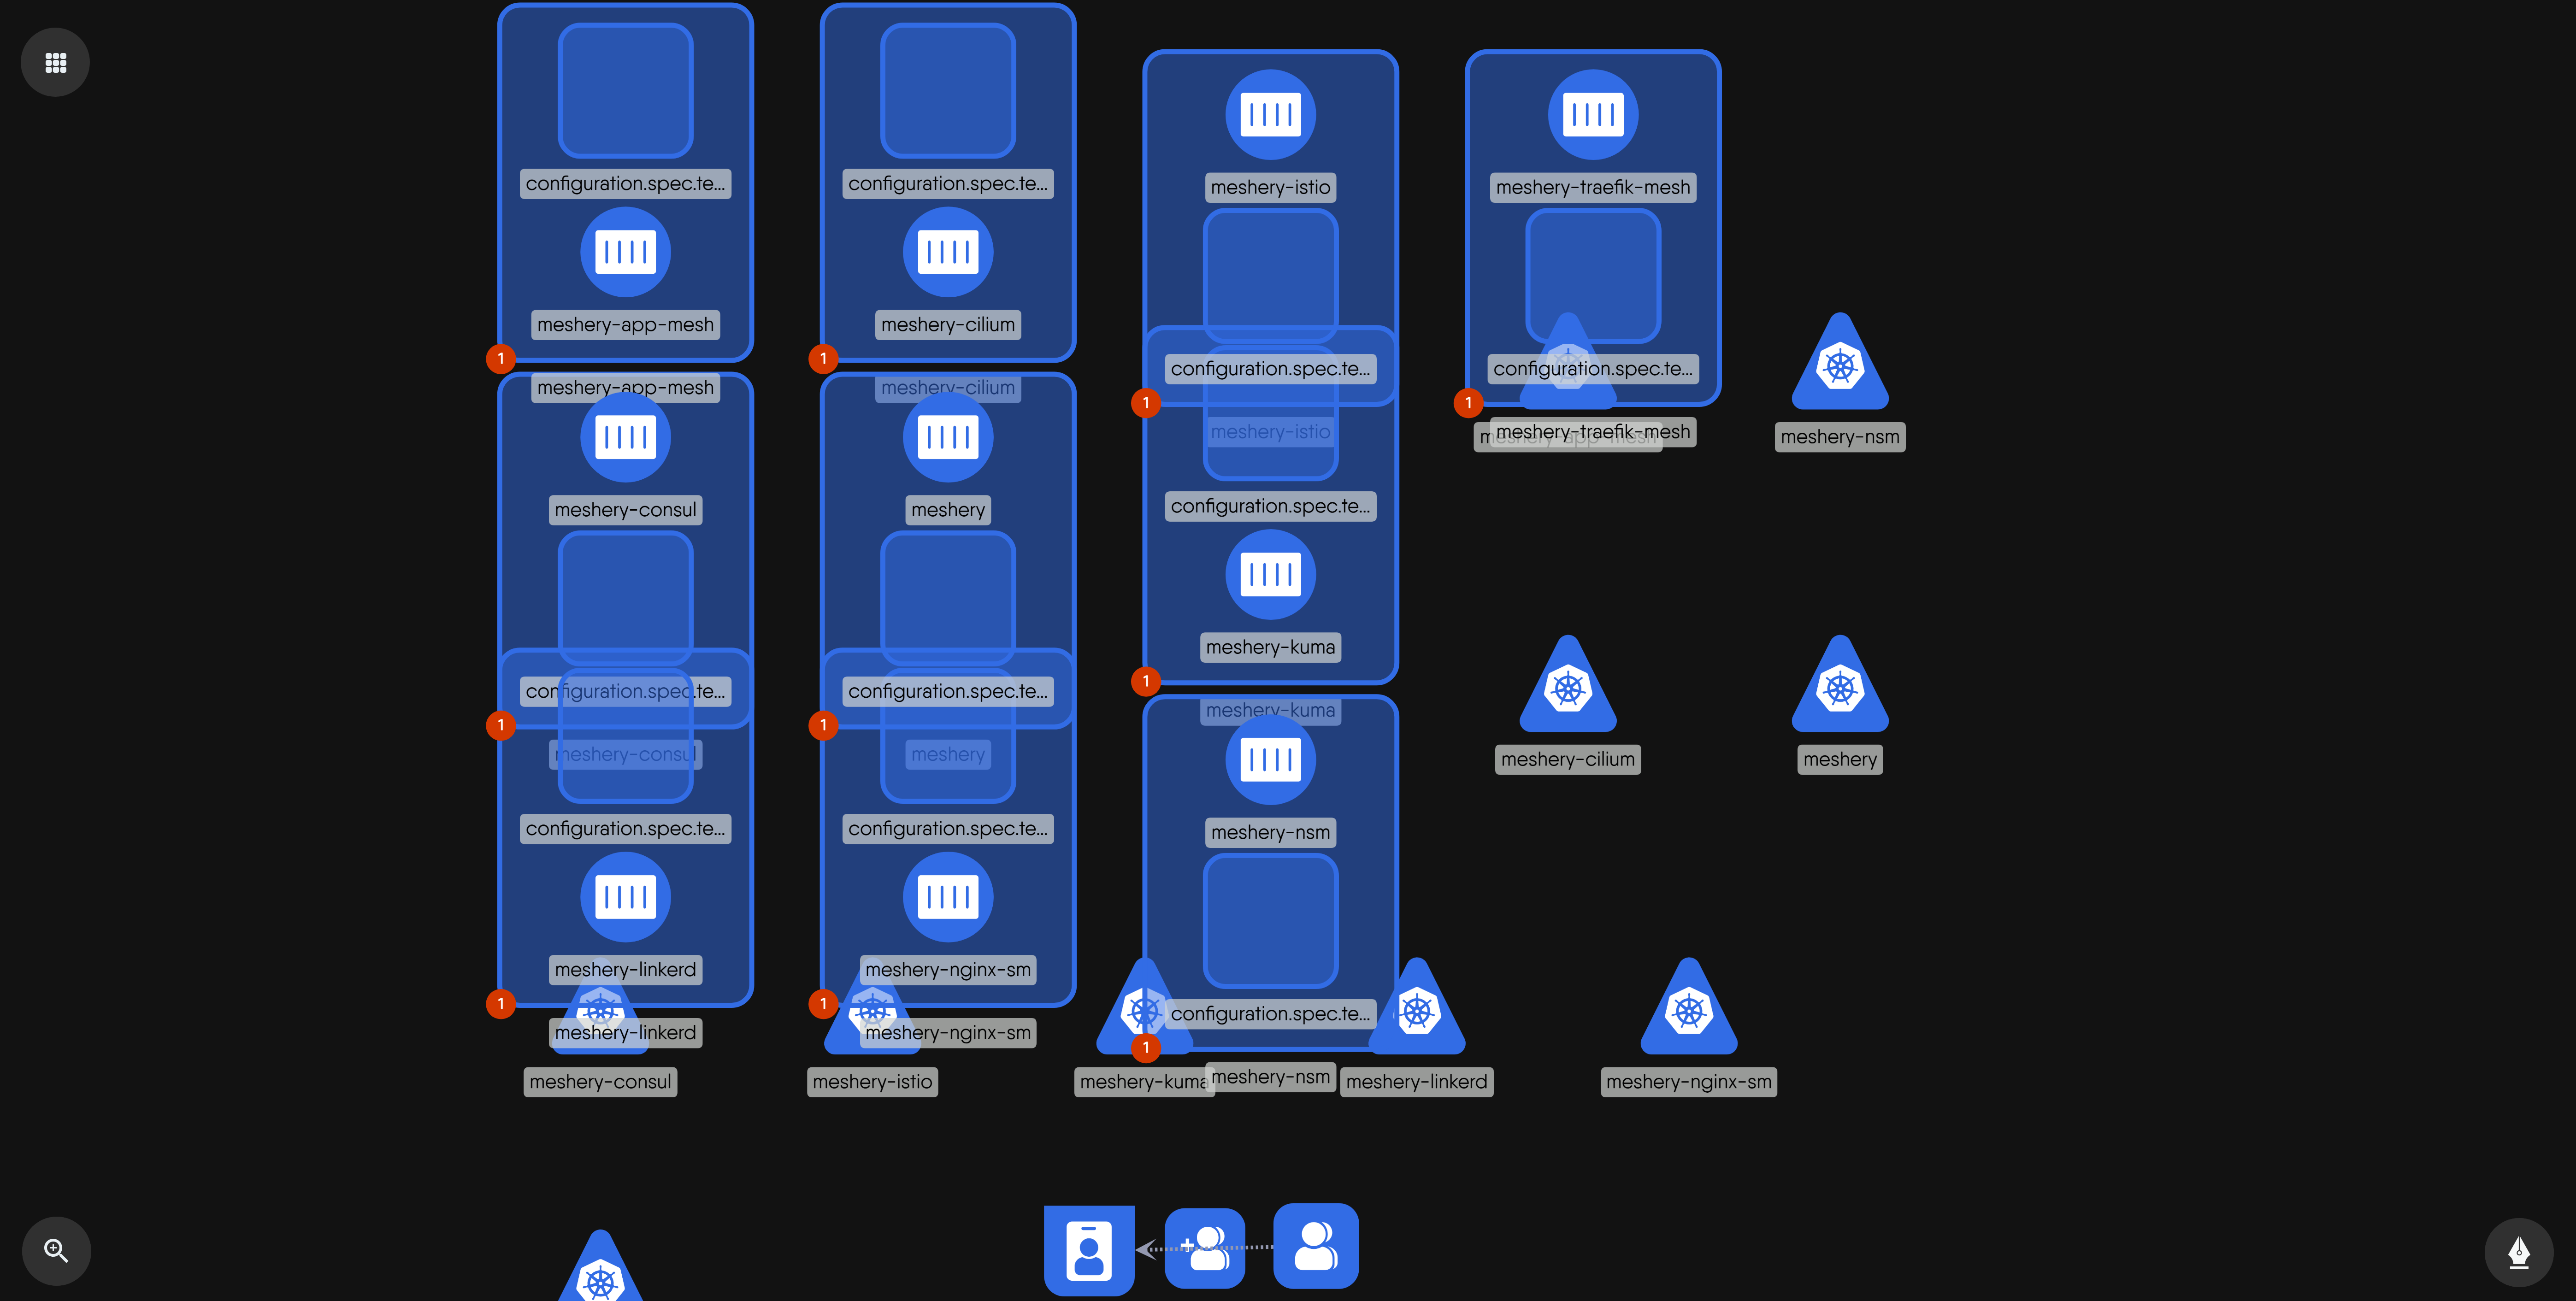 configuration.spec.te...
meshery-app-mesh
1
meshery-app-mesh
meshery-consul
configuration.spec.te...
1
meshery-consul
configuration.spec.te...
meshery-linkerd
1
meshery-linkerd
meshery-consul
configuration.spec.te...
meshery-cilium
1
meshery-cilium
meshery
configuration.spec.te...
1
meshery
configuration.spec.te...
meshery-nginx-sm
1
meshery-nginx-sm
meshery-istio
meshery-istio
configuration.spec.te...
1
meshery-istio
configuration.spec.te...
meshery-kuma
1
meshery-kuma
meshery-nsm
configuration.spec.te...
1
meshery-kuma
meshery-nsm
meshery-linkerd
meshery-traefik-mesh
configuration.spec.te...
1
meshery-app-mesh
meshery-traefik-mesh
meshery-nsm
meshery-cilium
meshery
meshery-nginx-sm